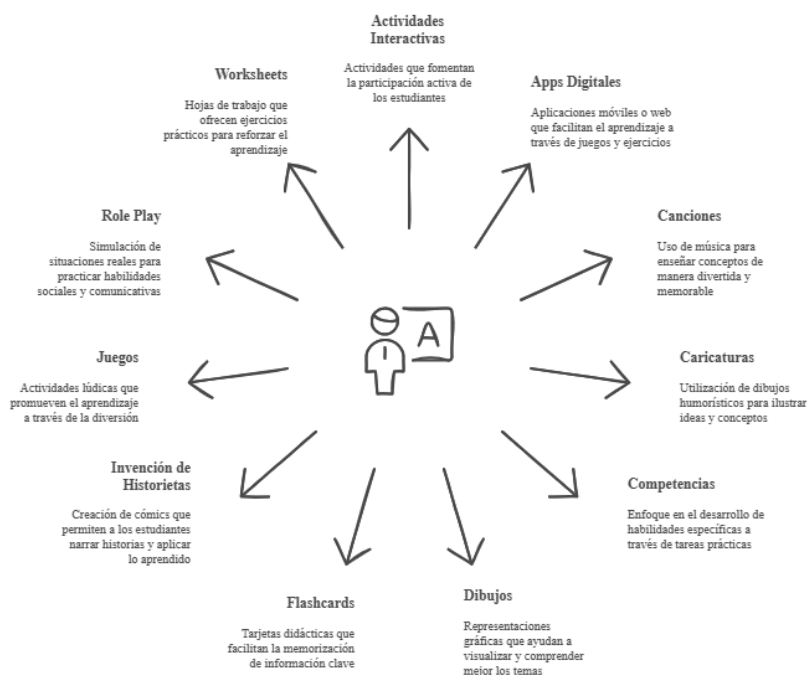 Actividades
Interactivas
Actividades que fomentan
la participación activa de
los estudiantes
Apps Digitales
Aplicaciones móviles o web
que facilitan el aprendizaje a
través de juegos y ejercicios
Canciones
Uso de música para
enseñar conceptos de
manera divertida y
memorable
Caricaturas
Utilización de dibujos
humorísticos para ilustrar
ideas y conceptos
Competencias
Enfoque en el desarrollo de
habilidades específicas a
través de tareas prácticas
Dibujos
Representaciones
gráficas que ayudan a
visualizar y comprender
mejor los temas
Flashcards
Tarjetas didácticas que
facilitan la memorización
de información clave
Invención de
Historietas
Creación de cómics que
permiten a los estudiantes
narrar historias y aplicar
lo aprendido
Juegos
Actividades lúdicas que
promueven el aprendizaje
a través de la diversión
Role Play
Simulación de
situaciones reales para
practicar habilidades
sociales y comunicativas
Worksheets
Hojas de trabajo que
ofrecen ejercicios
prácticos para reforzar el
aprendizaje
A